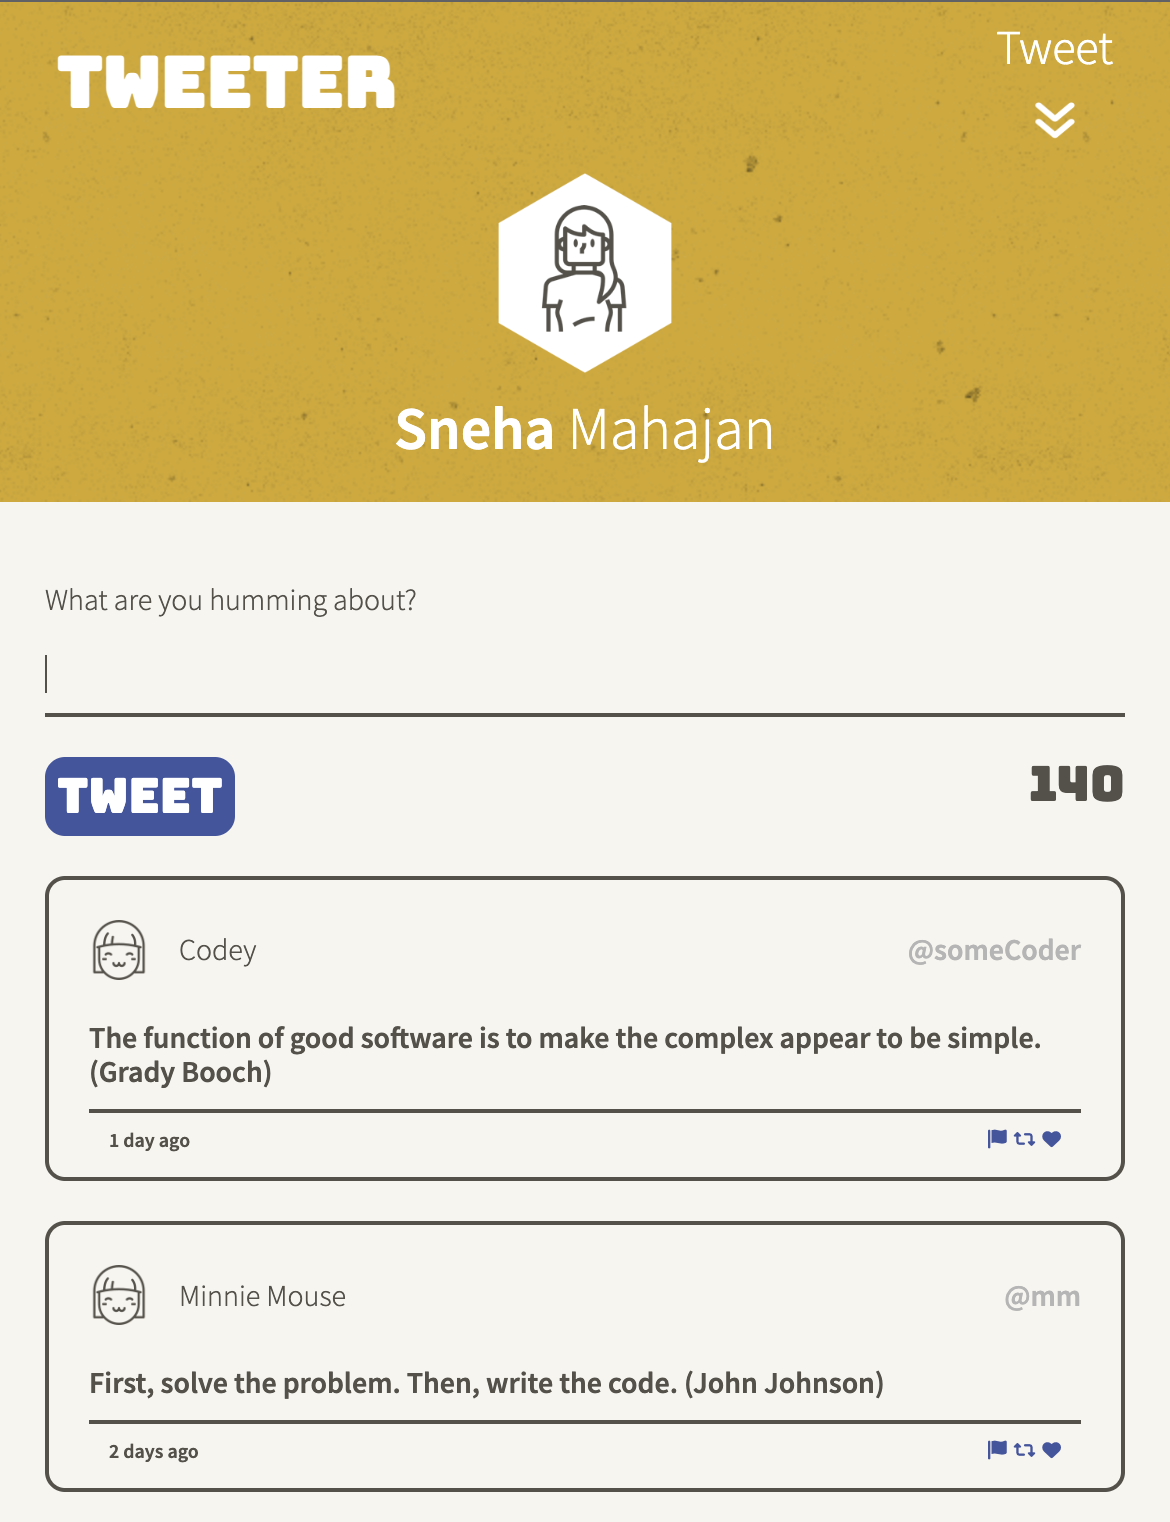 TWEETER
Tweet
Sneha Mahajan
What are you humming about?
TWEET
140
Codey
@someCoder
The function of good software is to make the complex appear to be simple.
(Grady Booch)
1 day ago
Minnie Mouse
@mm
First, solve the problem. Then, write the code. (John Johnson)
2 days ago